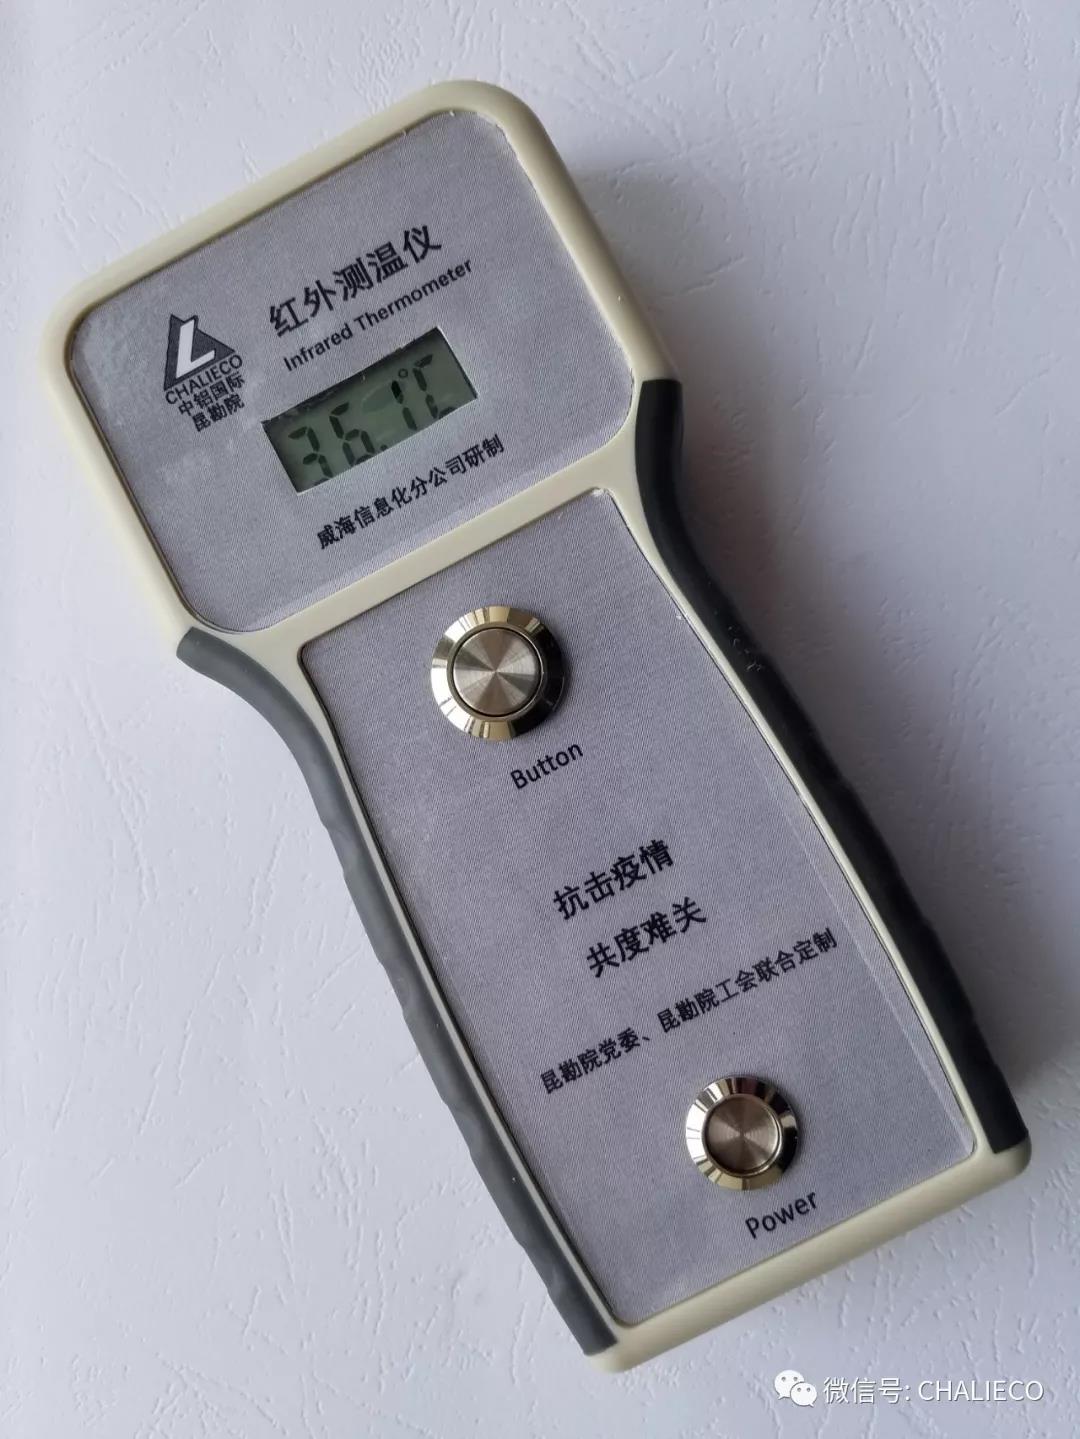 红外测温仪
Infrared Thermometer
CHALIECO
中铝国际
昆勘院
36.1℃
威海信息化分公司研制
Button
抗击疫情
共度难关
昆勘院党委、昆勘院工会联合定制
Power
微信号: CHALIECO